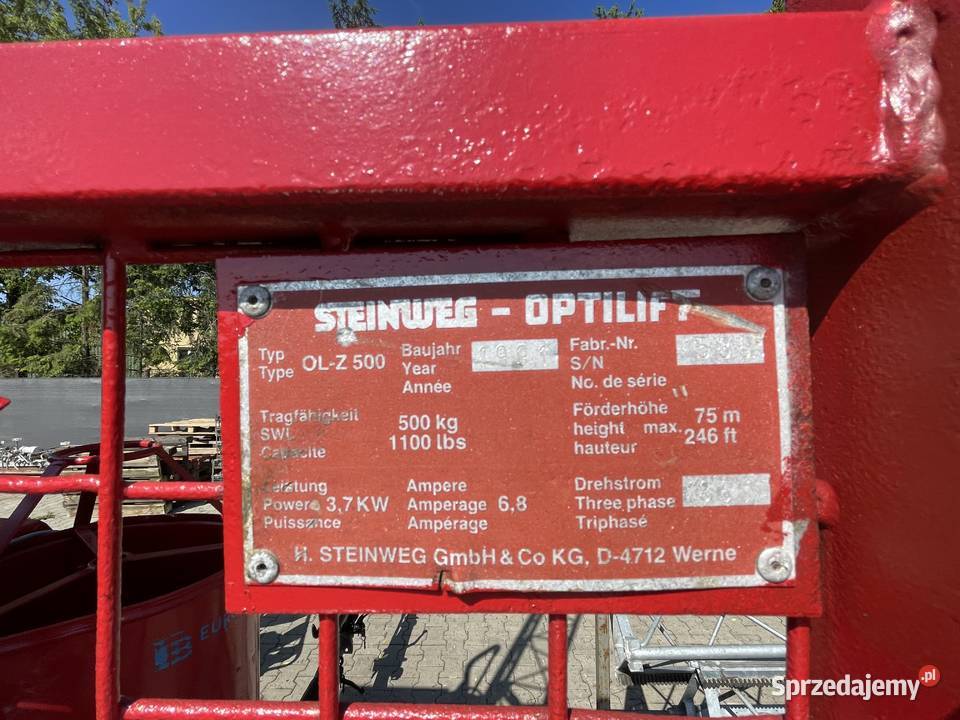 STEINWEG - OPTILIFT
Typ
Type
OL-Z 500
Baujahr
Year
Année
Fabr.-Nr.
S/N
No. de série
Tragfähigkeit
SWL
Capacite
500 kg
1100 lbs
Förderhöhe
height max.
hauteur
75 m
246 ft
Leistung
Power
Puissance
3,7 KW
Ampere
Amperage 6,8
Ampérage
Drehstrom
Three phase
Triphasé
H. STEINWEG GmbH & Co KG, D-4712 Werne
Sprzedajemy.pl